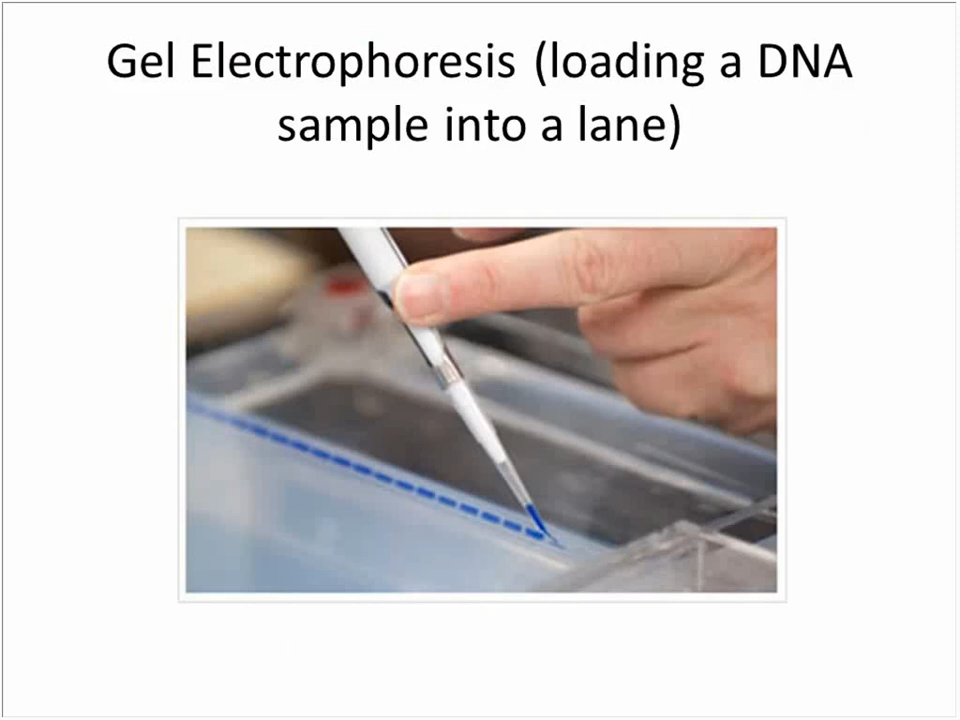 Gel Electrophoresis (loading a DNA
sample into a lane)